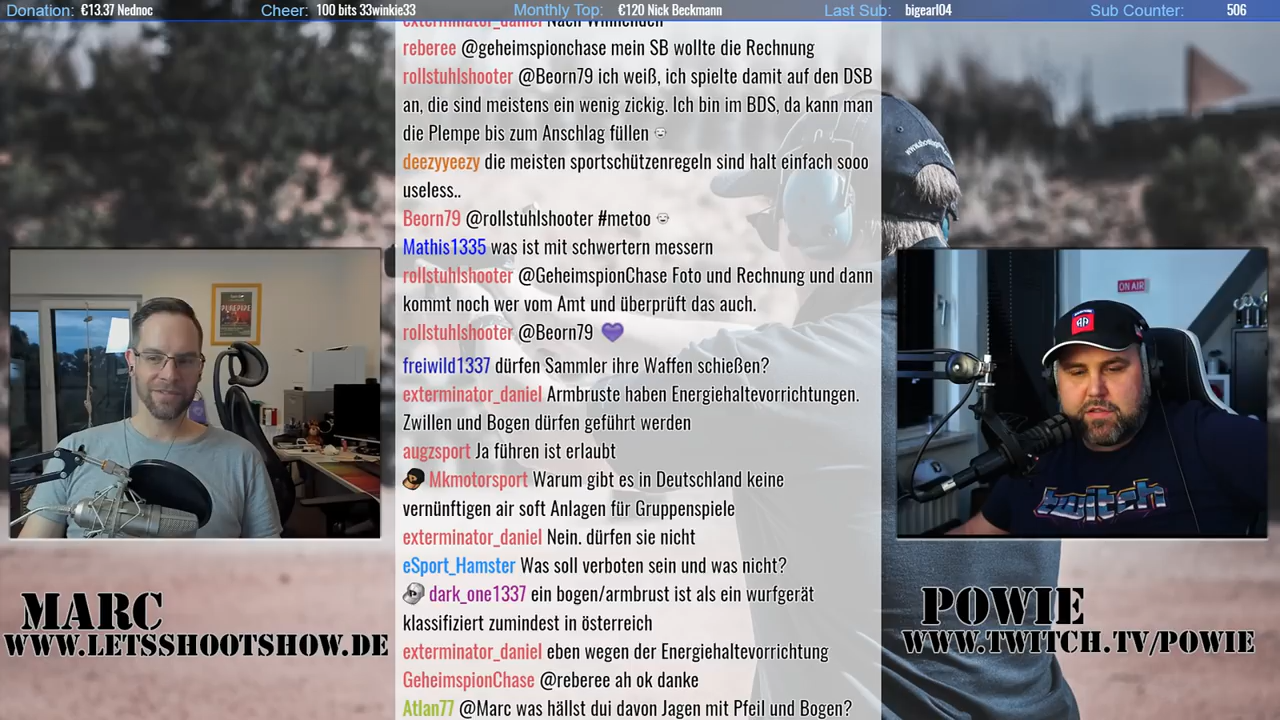 Donation: €13.37 Nednoc Cheer: 100 bits 33winkie33 Monthly Top: €120 Nick Beckmann Last Sub: bigearl04 Sub Counter: 506
exterminator_daniel Nach Winnenden
reberee @geheimspionchase mein SB wollte die Rechnung
rollstuhlshooter @Beorn79 ich weiß, ich spielte damit auf den DSB
an, die sind meistens ein wenig zickig. Ich bin im BDS, da kann man
die Plempe bis zum Anschlag füllen
deezyyeezy die meisten sportschützenregeln sind halt einfach sooo
useless..
Beorn79 @rollstuhlshooter #metoo
Mathis1335 was ist mit schwertern messern
rollstuhlshooter @GeheimspionChase Foto und Rechnung und dann
kommt noch wer vom Amt und überprüft das auch.
rollstuhlshooter @Beorn79 💜
freiwild1337 dürfen Sammler ihre Waffen schießen?
exterminator_daniel Armbruste haben Energiehaltevorrichtungen.
Zwillen und Bogen dürfen geführt werden
augzsport Ja führen ist erlaubt
Mkmotorsport Warum gibt es in Deutschland keine
vernünftigen air soft Anlagen für Gruppenspiele
exterminator_daniel Nein. dürfen sie nicht
eSport_Hamster Was soll verboten sein und was nicht?
dark_one1337 ein bogen/armbrust ist als ein wurfgerät
klassifiziert zumindest in österreich
exterminator_daniel eben wegen der Energiehaltevorrichtung
GeheimspionChase @reberee ah ok danke
Atlan77 @Marc was hällst dui davon Jagen mit Pfeil und Bogen?
ON AIR
twitch
MARC
WWW.LETSSHOOTSHOW.DE
POWIE
WWW.TWITCH.TV/POWIE